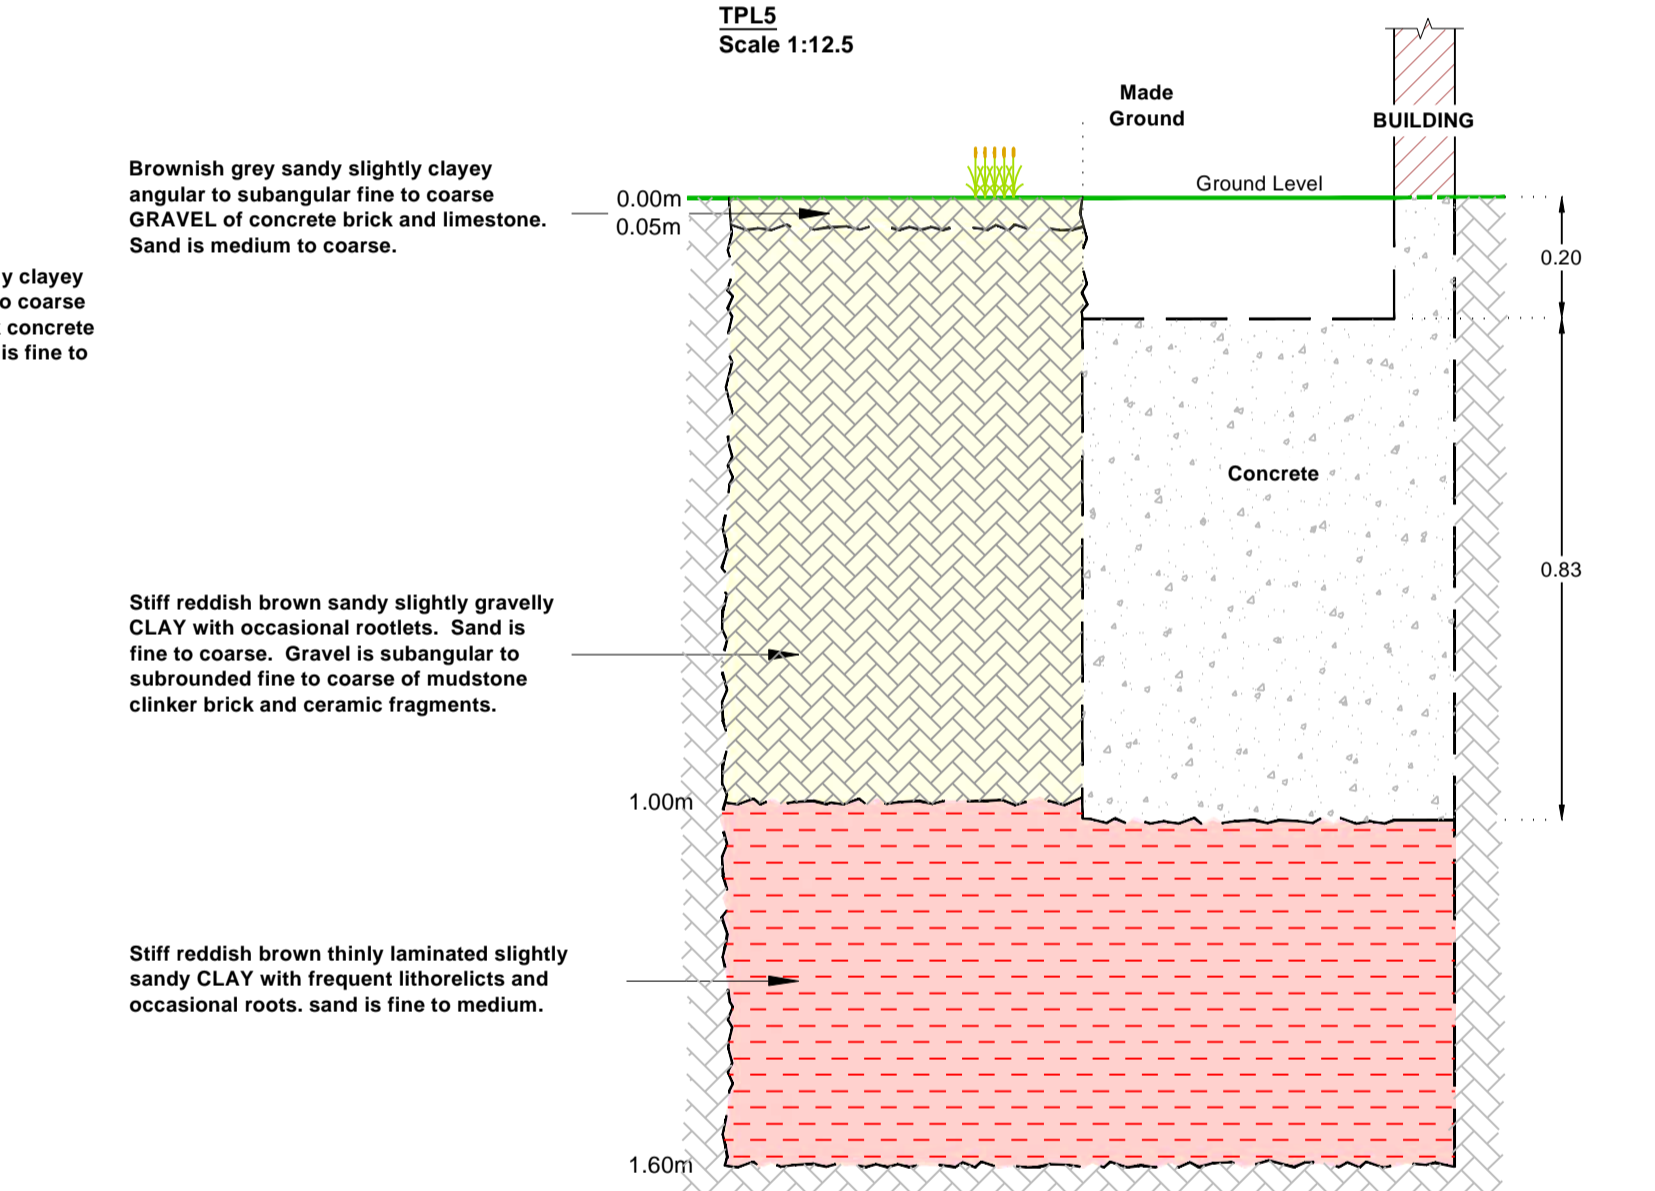 TPL5
Scale 1:12.5
Made
Ground
BUILDING
Ground Level
Brownish grey sandy slightly clayey
angular to subangular fine to coarse
GRAVEL of concrete brick and limestone.
Sand is medium to coarse.
0.00m
0.05m
0.20
y clayey
o coarse
concrete
is fine to
Concrete
0.83
Stiff reddish brown sandy slightly gravelly
CLAY with occasional rootlets.  Sand is
fine to coarse.  Gravel is subangular to
subrounded fine to coarse of mudstone
clinker brick and ceramic fragments.
1.00m
Stiff reddish brown thinly laminated slightly
sandy CLAY with frequent lithorelicts and
occasional roots. sand is fine to medium.
1.60m